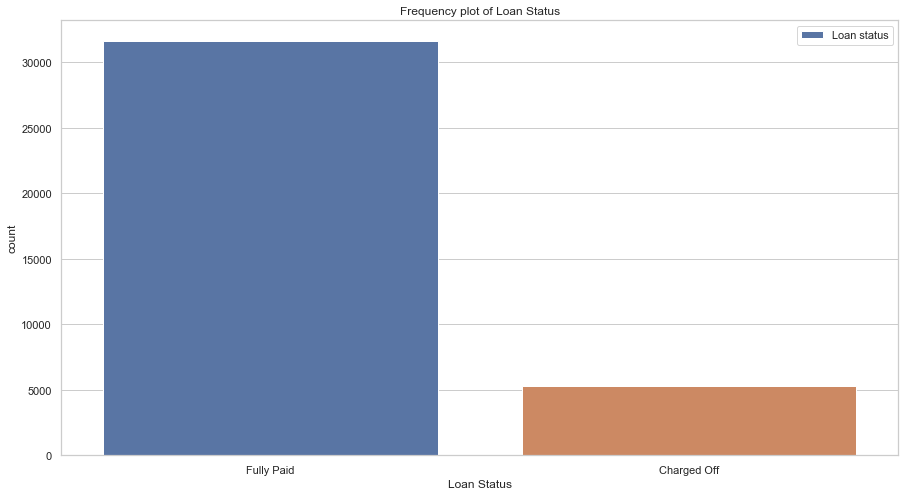 Frequency plot of Loan Status
Loan status
30000
25000
20000
15000
10000
5000
0
count
Fully Paid
Charged Off
Loan Status